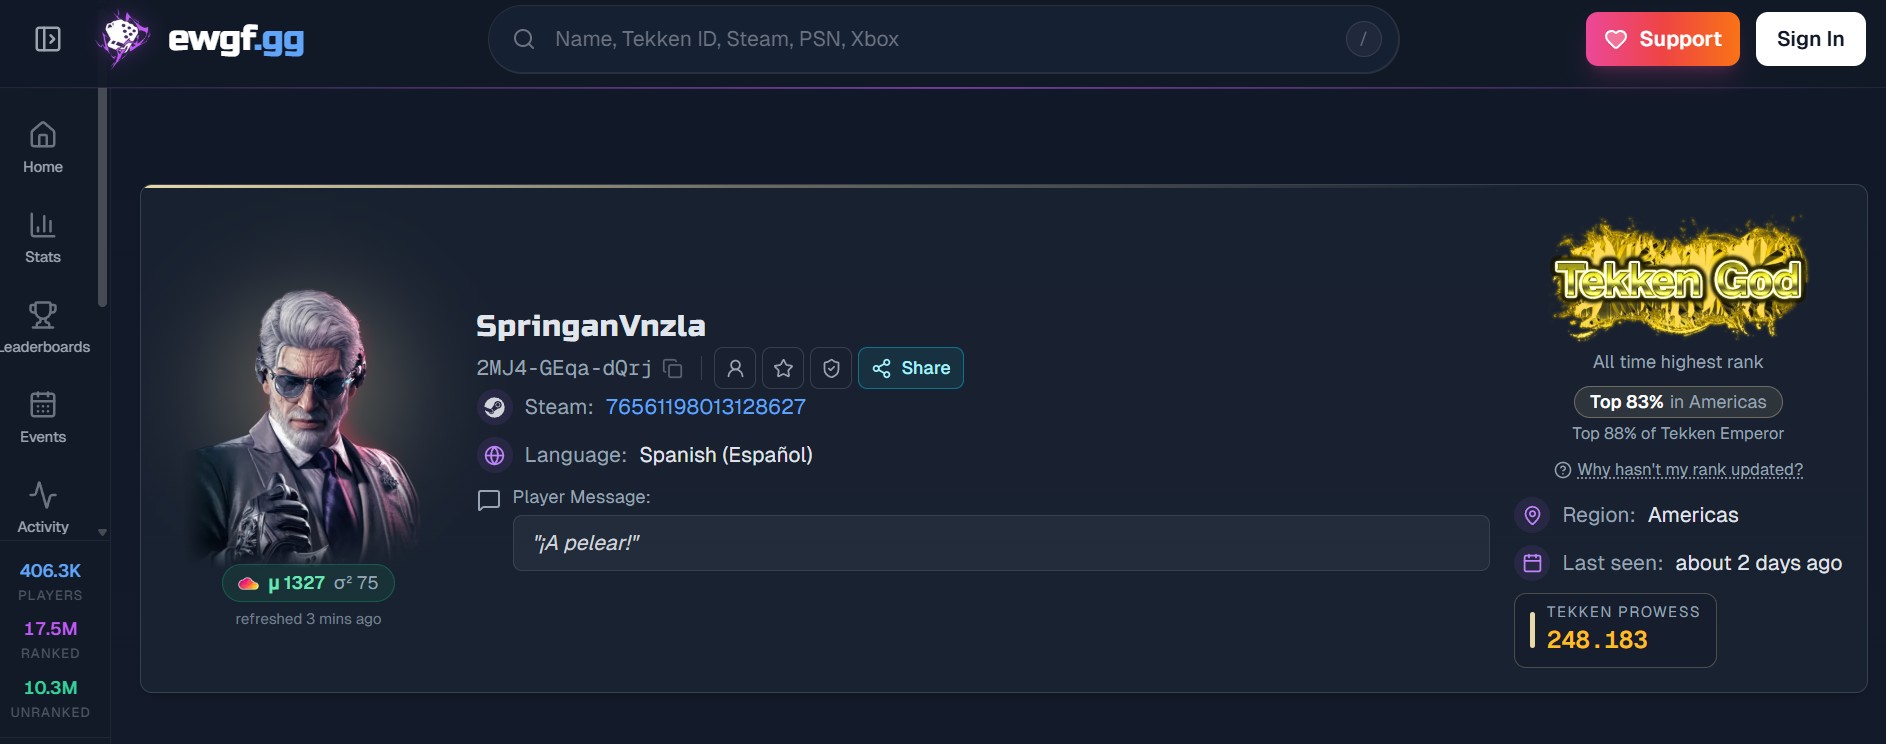 ewgf.gg
Name, Tekken ID, Steam, PSN, Xbox
/
Support
Sign In
Home
Stats
Leaderboards
Events
Activity
406.3K
PLAYERS
17.5M
RANKED
10.3M
UNRANKED
μ 1327 σ² 75
refreshed 3 mins ago
SpringanVnzla
2MJ4-GEqa-dQrj
Share
Steam: 76561198013128627
Language: Spanish (Español)
Player Message:
"¡A pelear!"
Tekken God
All time highest rank
Top 83% in Americas
Top 88% of Tekken Emperor
Why hasn't my rank updated?
Region: Americas
Last seen: about 2 days ago
TEKKEN PROWESS
248.183